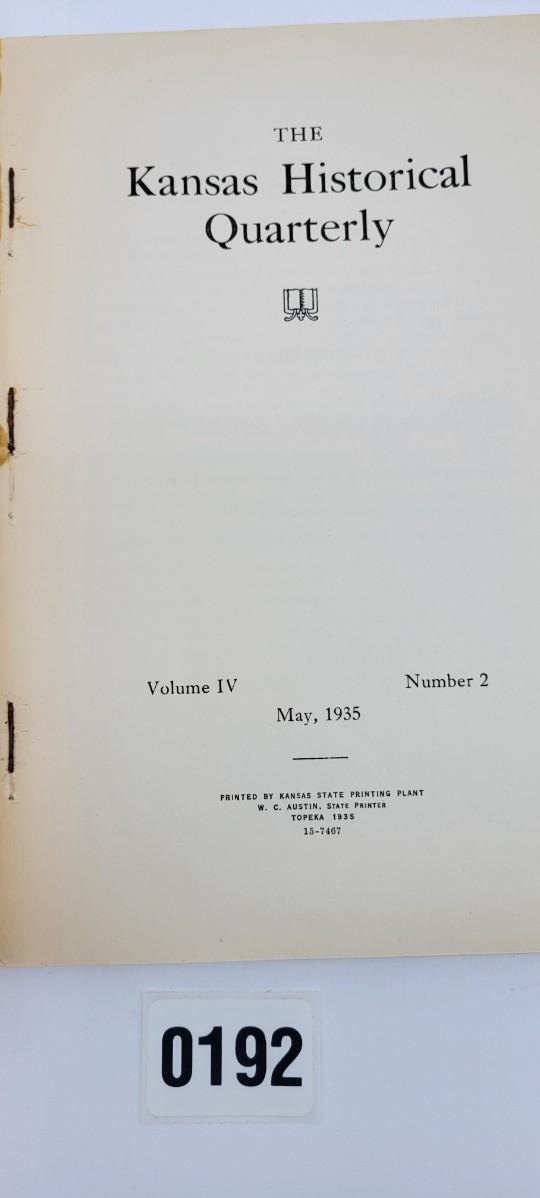 THE
Kansas Historical
Quarterly
Volume IV
Number 2
May, 1935
PRINTED BY KANSAS STATE PRINTING PLANT
W. C. AUSTIN, STATE PRINTER
TOPEKA 1935
15-7467
0192